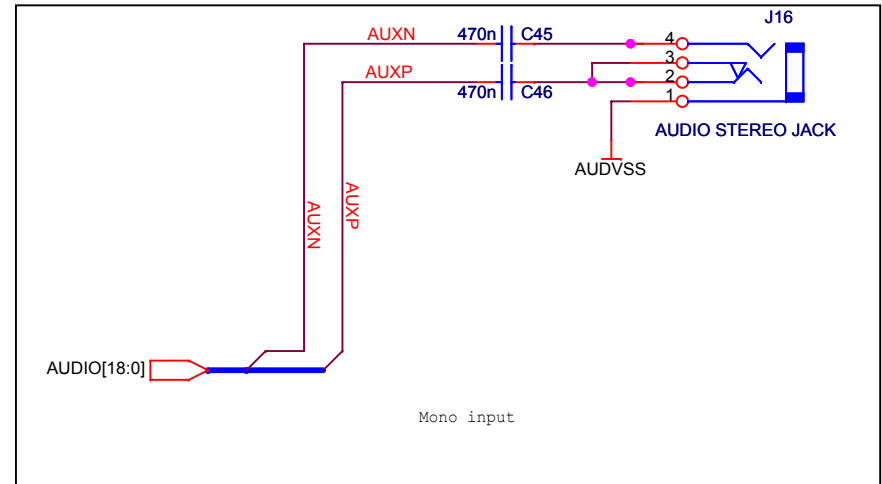 J16
AUXN
470n
C45
4
3
AUXP
2
470n
C46
1
AUDIO STEREO JACK
AUDVSS
AUXN
AUXP
AUDIO[18:0]
Mono input